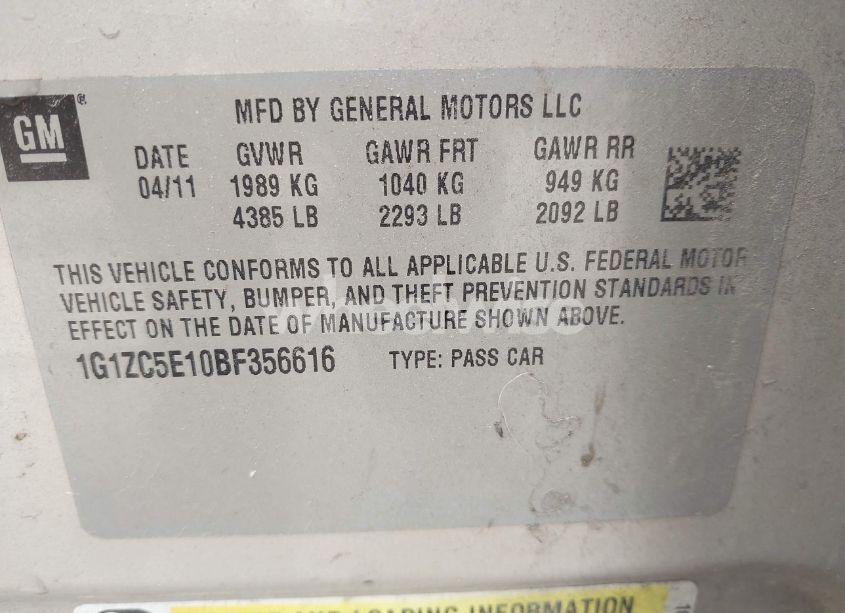 GM
MFD BY GENERAL MOTORS LLC
DATE GVWR GAWR FRT GAWR RR
04/11 1989 KG 1040 KG 949 KG
4385 LB 2293 LB 2092 LB
THIS VEHICLE CONFORMS TO ALL APPLICABLE U.S. FEDERAL MOTOR
VEHICLE SAFETY, BUMPER, AND THEFT PREVENTION STANDARDS IN
EFFECT ON THE DATE OF MANUFACTURE SHOWN ABOVE.
1G1ZC5E10BF356616 TYPE: PASS CAR
AND LOADING INFORMATION